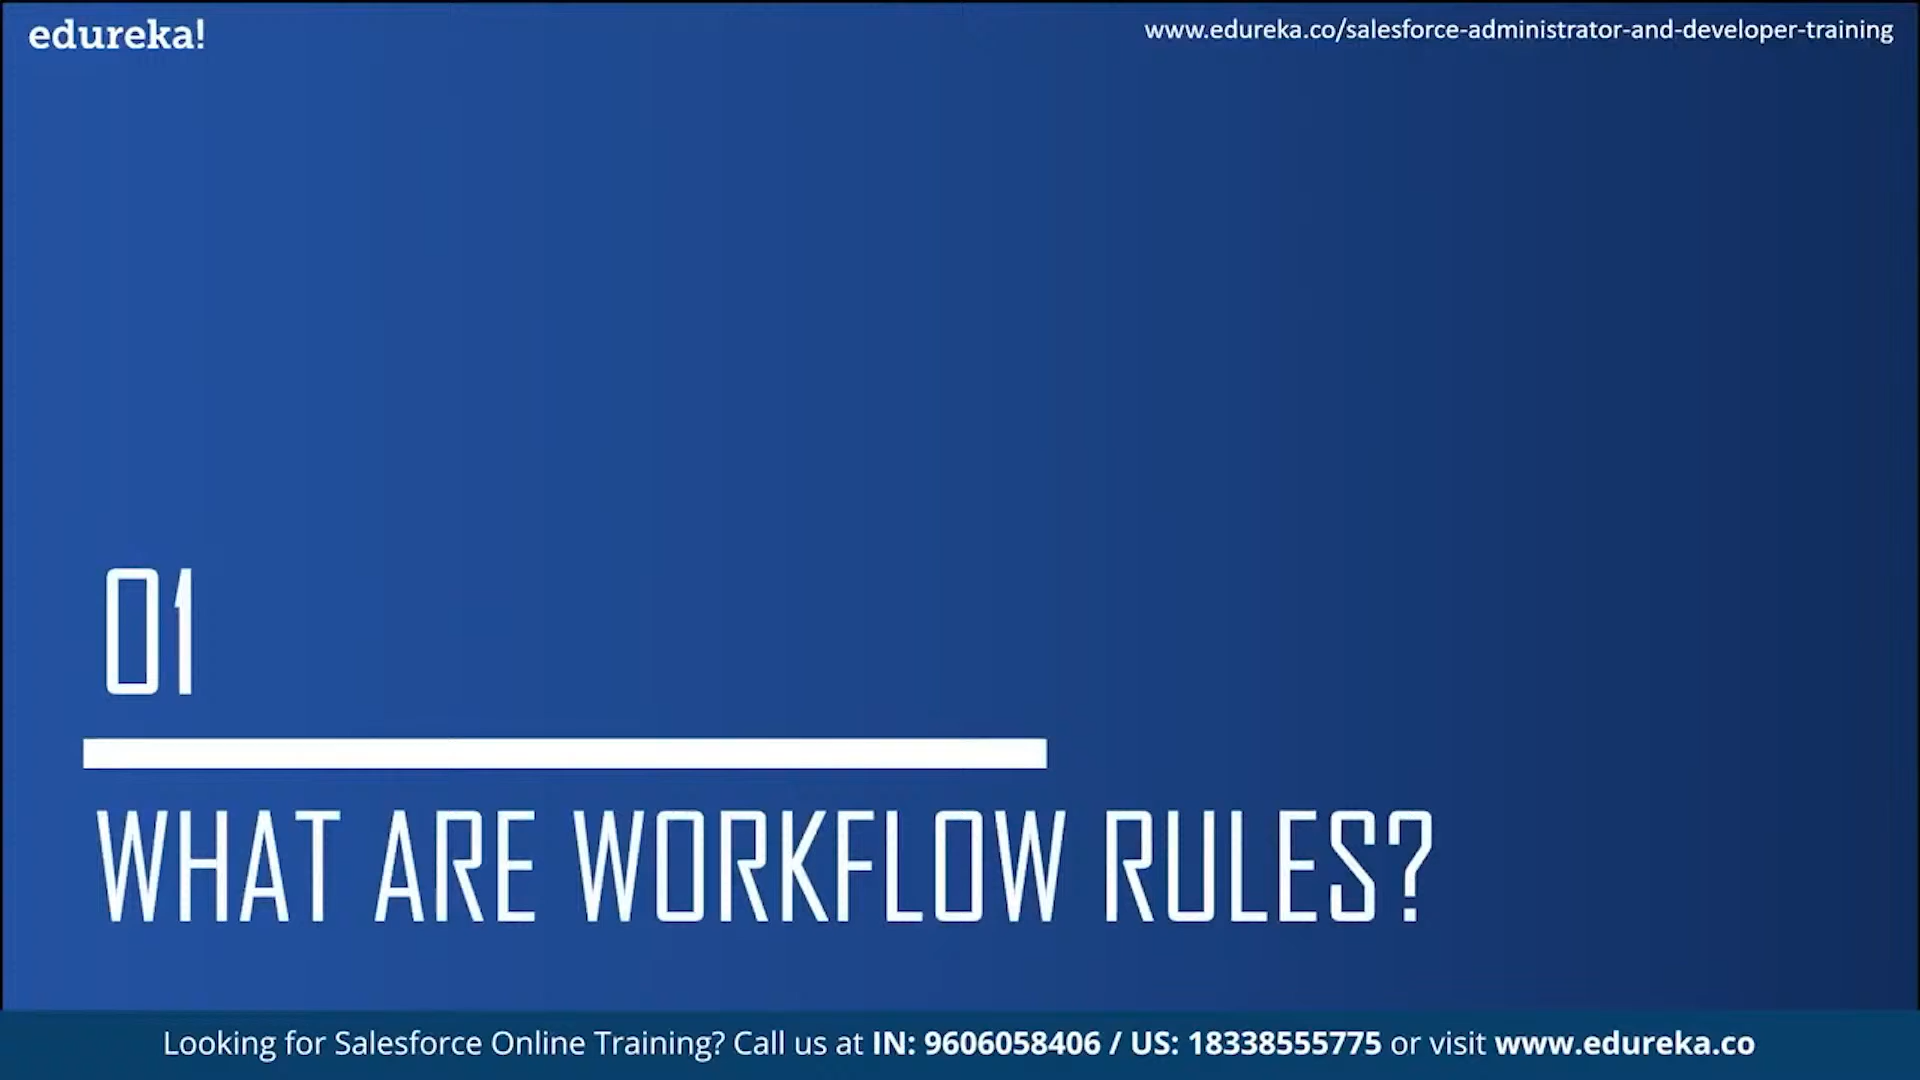 edureka!
www.edureka.co/salesforce-administrator-and-developer-training
01
WHAT ARE WORKFLOW RULES?
Looking for Salesforce Online Training? Call us at IN: 9606058406 / US: 18338555775 or visit www.edureka.co